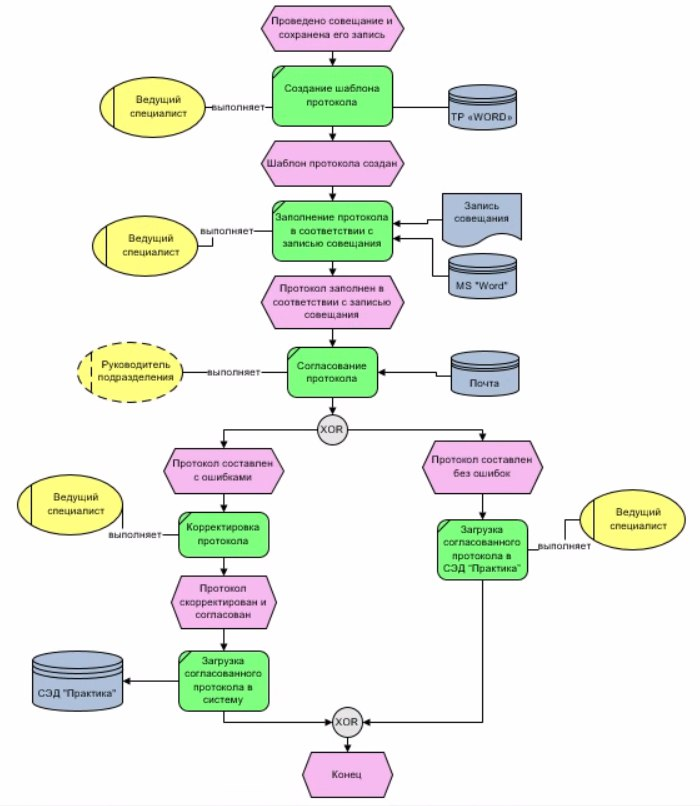 Проведено совещание и
сохранена его запись
Ведущий
специалист
выполняет
Создание шаблона
протокола
ТР «WORD»
Шаблон протокола создан
Ведущий
специалист
выполняет
Заполнение протокола
в соответствии с
записью совещания
Запись
совещания
MS "Word"
Протокол заполнен в
соответствии с записью
совещания
Руководитель
подразделения
выполняет
Согласование
протокола
Почта
XOR
Протокол составлен
с ошибками
Протокол составлен
без ошибок
Ведущий
специалист
выполняет
Корректировка
протокола
Загрузка
согласованного
протокола в
СЭД "Практика"
выполняет
Ведущий
специалист
Протокол
скорректирован и
согласован
СЭД "Практика"
Загрузка
согласованного
протокола в
систему
XOR
Конец